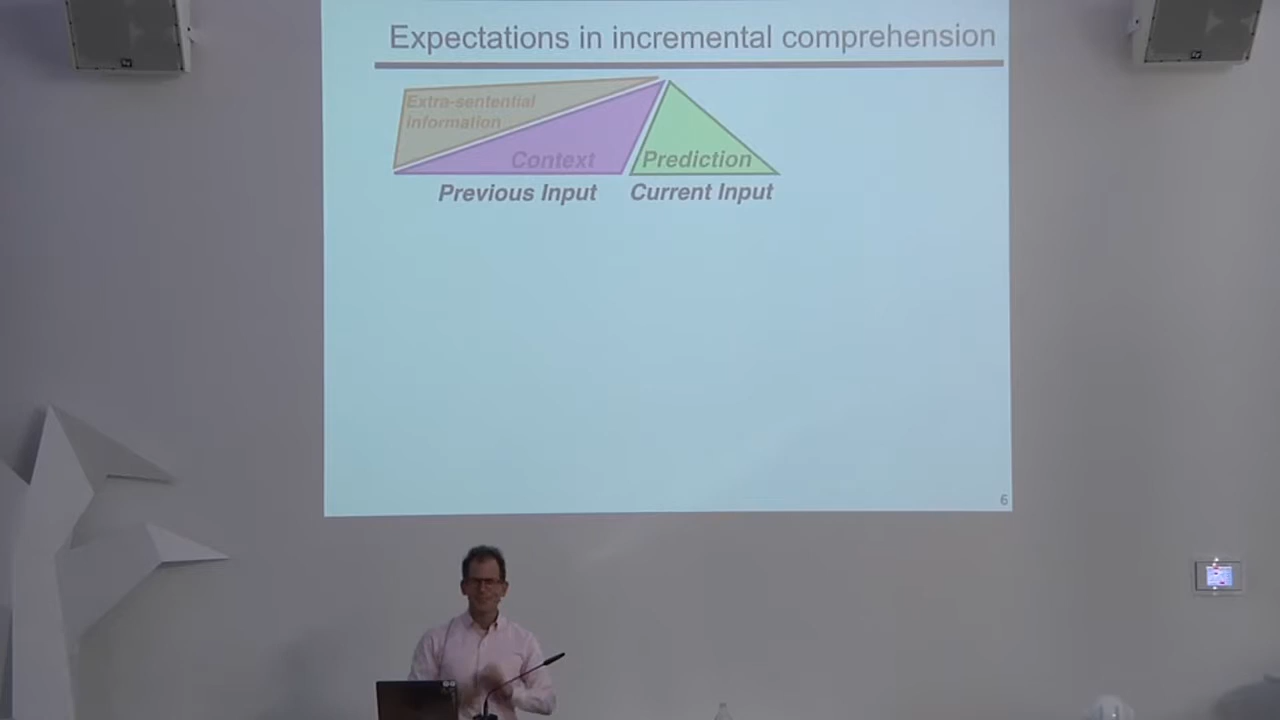 Expectations in incremental comprehension
Extra-sentential
information
Context
Prediction
Previous Input
Current Input
6